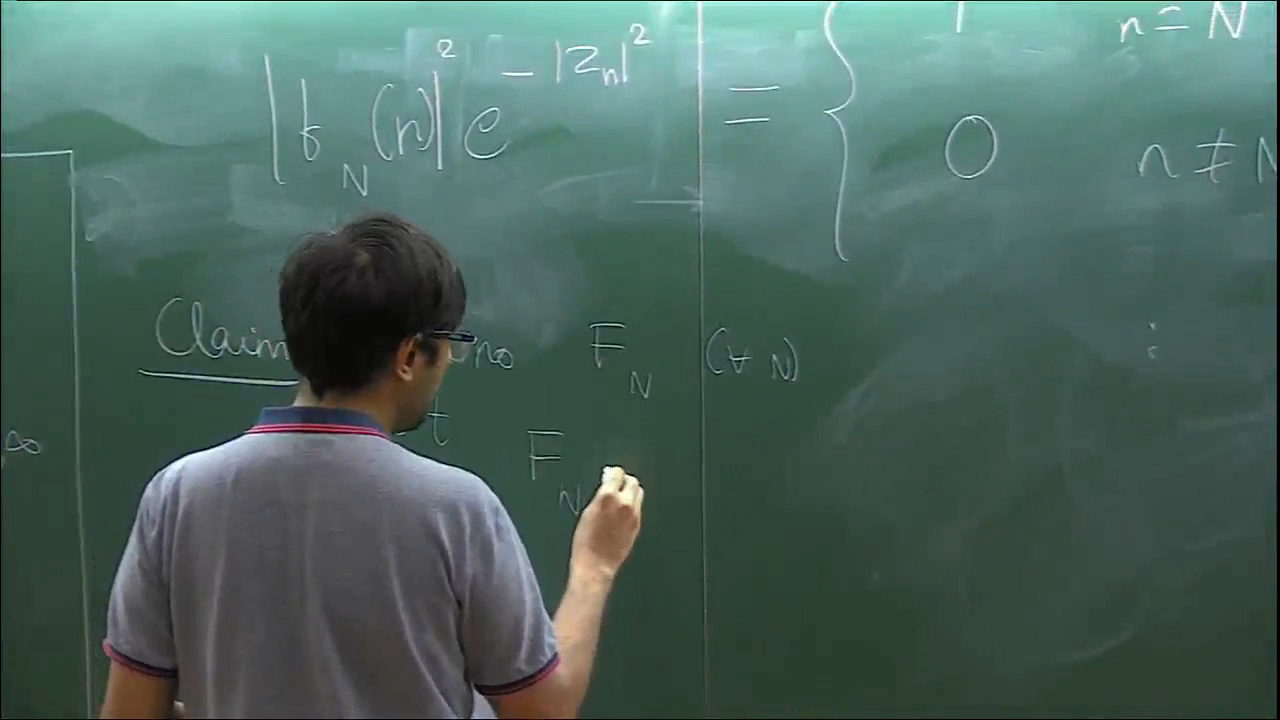 |f_N (n)|² e^{-|z_n|²} = { 1 n = N
0 n ≠ N
Claim F_N (∀ N)
t
F_N
∞